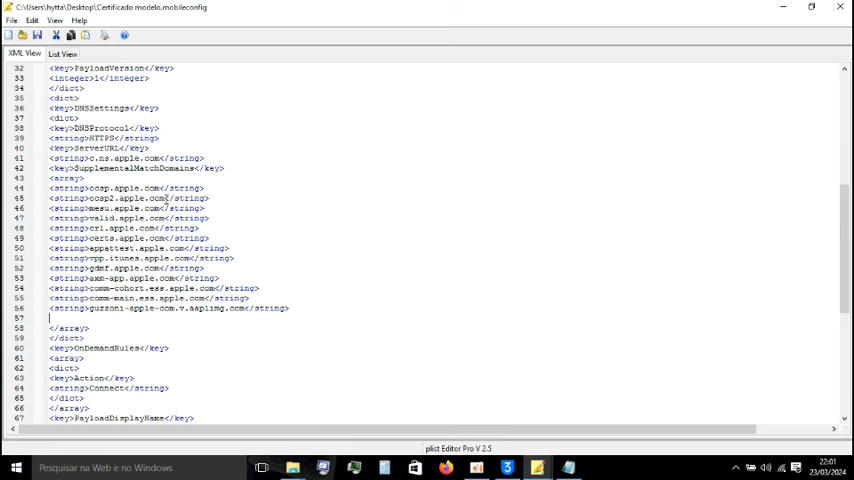 C:\Users\hytta\Desktop\Certificado modelo.mobileconfig
File Edit View Help
XML View List View
32 <key>PayloadVersion</key>
33 <integer>1</integer>
34 </dict>
35 <dict>
36 <key>DNSSettings</key>
37 <dict>
38 <key>DNSProtocol</key>
39 <string>HTTPS</string>
40 <key>ServerURL</key>
41 <string>c.ns.apple.com</string>
42 <key>SupplementalMatchDomains</key>
43 <array>
44 <string>ocsp.apple.com</string>
45 <string>ocsp2.apple.com</string>
46 <string>mesu.apple.com</string>
47 <string>valid.apple.com</string>
48 <string>crl.apple.com</string>
49 <string>certs.apple.com</string>
50 <string>appattest.apple.com</string>
51 <string>vpp.itunes.apple.com</string>
52 <string>gdmf.apple.com</string>
53 <string>axm-app.apple.com</string>
54 <string>comm-cohort.ess.apple.com</string>
55 <string>comm-main.ess.apple.com</string>
56 <string>guzzoni-apple-com.v.aaplimg.com</string>
57
58 </array>
59 </dict>
60 <key>OnDemandRules</key>
61 <array>
62 <dict>
63 <key>Action</key>
64 <string>Connect</string>
65 </dict>
66 </array>
67 <key>PayloadDisplayName</key>
plist Editor Pro V 2.5
Pesquisar na Web e no Windows
22:01
23/03/2024